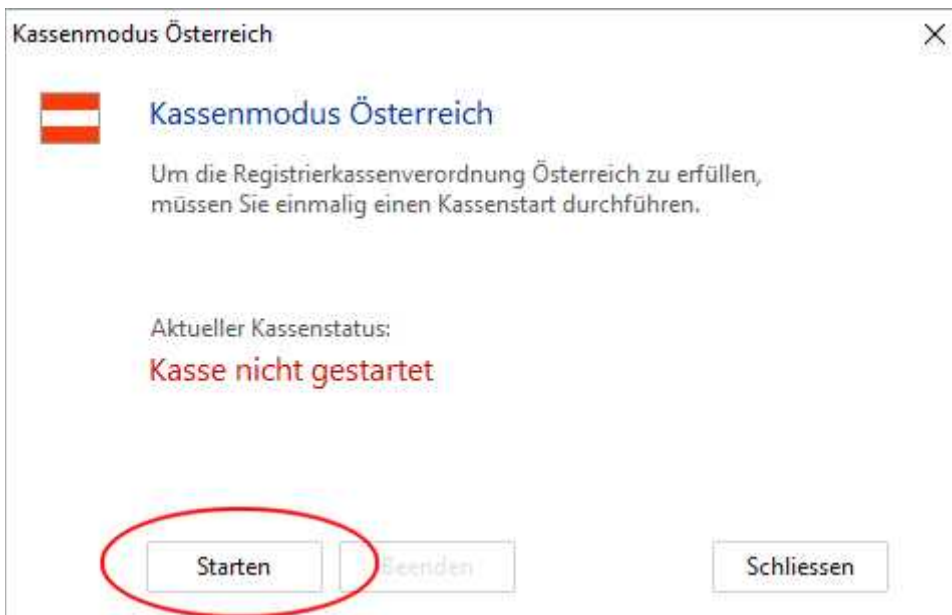 Kassenmodus Österreich
Kassenmodus Österreich
Um die Registrierkassenverordnung Österreich zu erfüllen,
müssen Sie einmalig einen Kassenstart durchführen.
Aktueller Kassenstatus:
Kasse nicht gestartet
Starten Beenden Schliessen